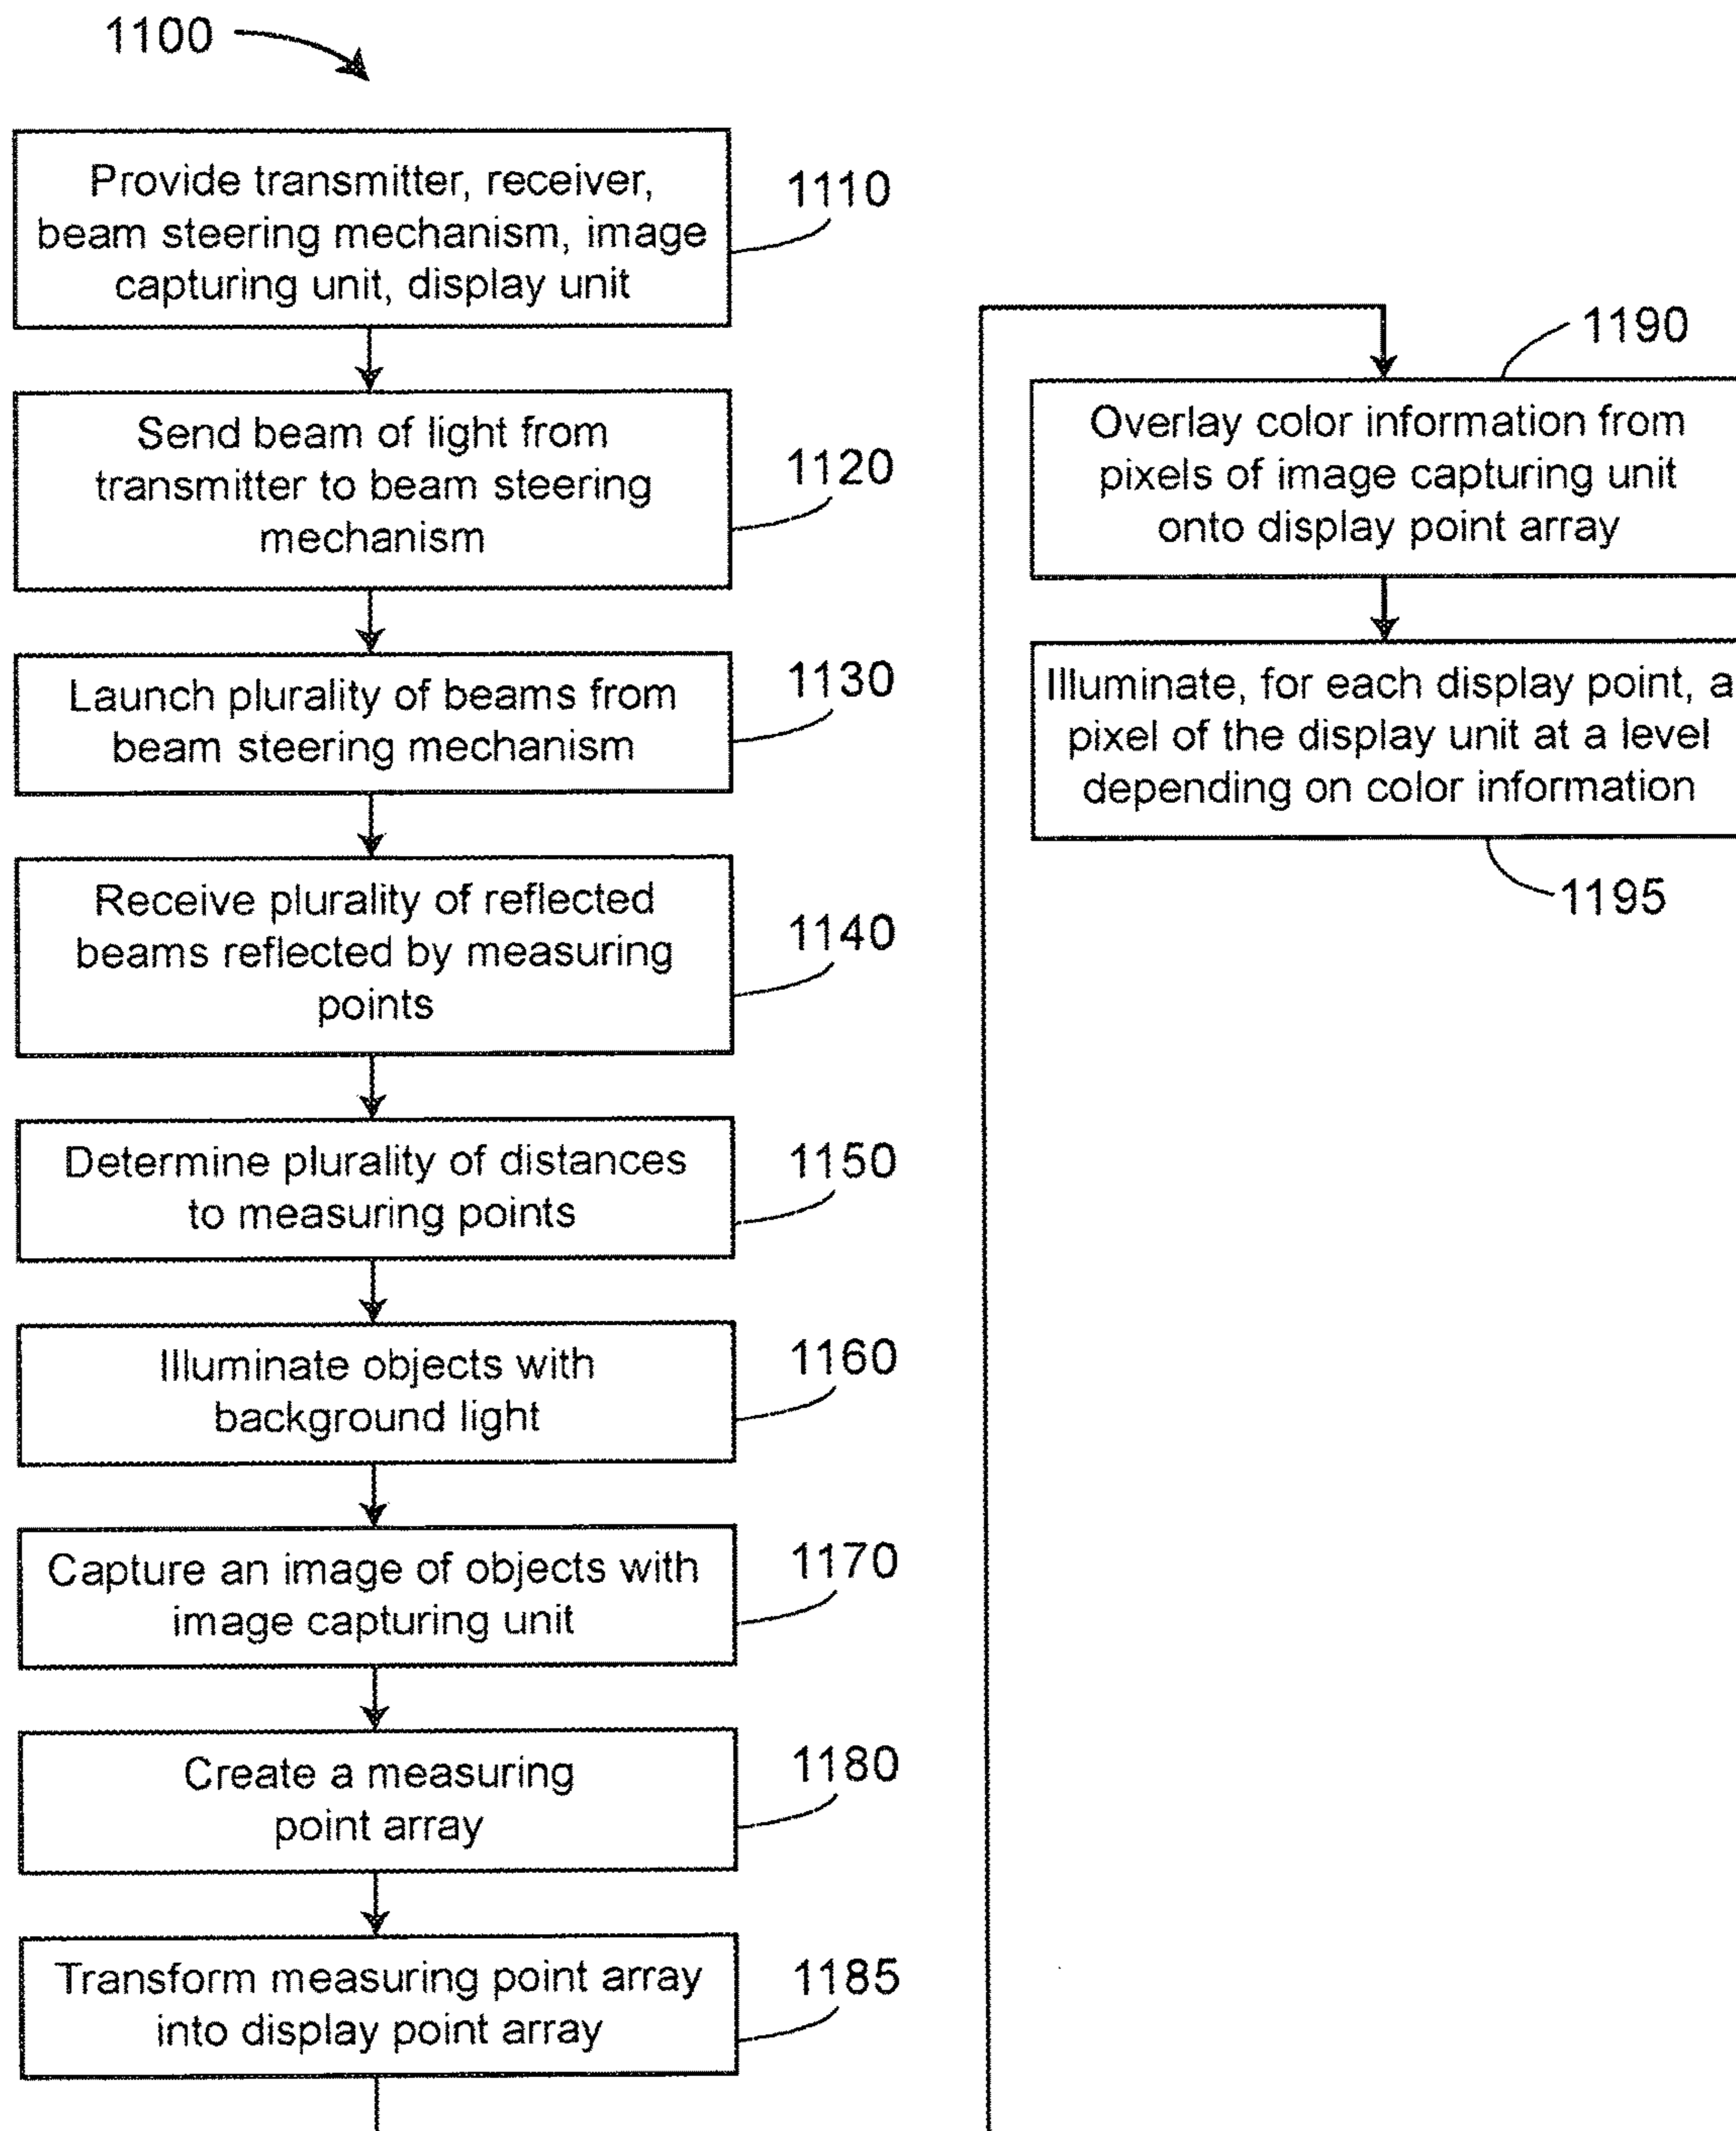 1100
Provide transmitter, receiver,
beam steering mechanism, image
capturing unit, display unit
1110
Send beam of light from
transmitter to beam steering
mechanism
1120
Launch plurality of beams from
beam steering mechanism
1130
Receive plurality of reflected
beams reflected by measuring
points
1140
Determine plurality of distances
to measuring points
1150
Illuminate objects with
background light
1160
Capture an image of objects with
image capturing unit
1170
Create a measuring
point array
1180
Transform measuring point array
into display point array
1185
1190
Overlay color information from
pixels of image capturing unit
onto display point array
Illuminate, for each display point, a
pixel of the display unit at a level
depending on color information
1195